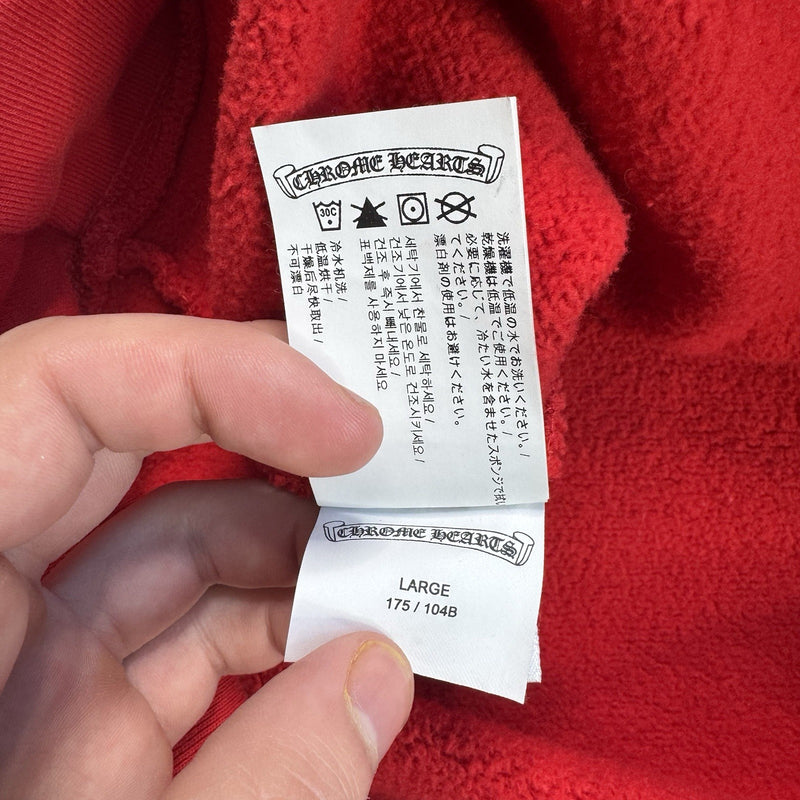 CHROME HEARTS
30C
洗濯機で低温の水でお洗いください。/
乾燥機は低温でご使用ください。/
必要に応じて、冷たい水を含ませたスポンジで拭い
てください。/
漂白剤の使用はお避けください。
세탁기에서 찬물로 세탁하세요 /
건조기에서 낮은 온도로 건조시키세요 /
건조 후 즉시 빼내세요 /
표백제를 사용하지 마세요
冷水机洗 /
低温烘干 /
干燥后尽快取出 /
不可漂白
CHROME HEARTS
LARGE
175 / 104B